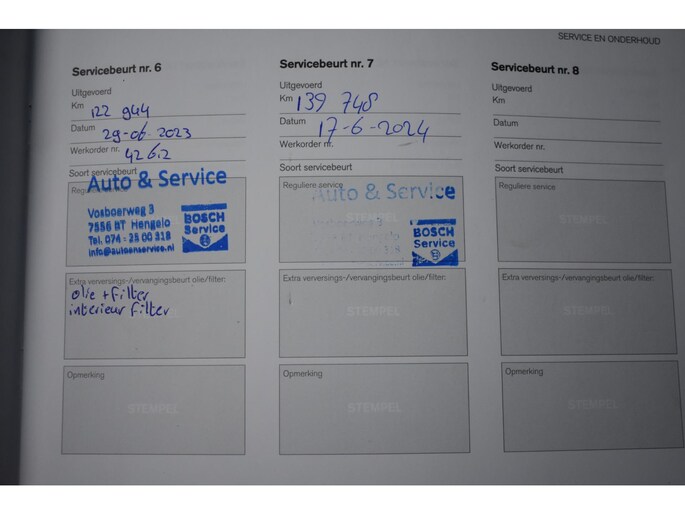 SERVICE EN ONDERHOUD
Servicebeurt nr. 6
Uitgevoerd
Km 122 944
Datum 29-06-2023
Werkorder nr. 4262
Soort servicebeurt
Reguliere service
Auto & Service
Vosboerweg 3
7556 BT Hengelo
Tel. 074 - 25 00 318
info@autoenservice.nl
BOSCH
Service
Extra verversings-/vervangingsbeurt olie/filter:
olie + filter
interieur filter
STEMPEL
Opmerking
STEMPEL
Servicebeurt nr. 7
Uitgevoerd
Km 139 748
Datum 17-6-2024
Werkorder nr.
Soort servicebeurt
Reguliere service
Auto & Service
STEMPEL
BOSCH
Service
Extra verversings-/vervangingsbeurt olie/filter:
STEMPEL
Opmerking
STEMPEL
Servicebeurt nr. 8
Uitgevoerd
Km
Datum
Werkorder nr.
Soort servicebeurt
Reguliere service
STEMPEL
Extra verversings-/vervangingsbeurt olie/filter:
STEMPEL
Opmerking
STEMPEL